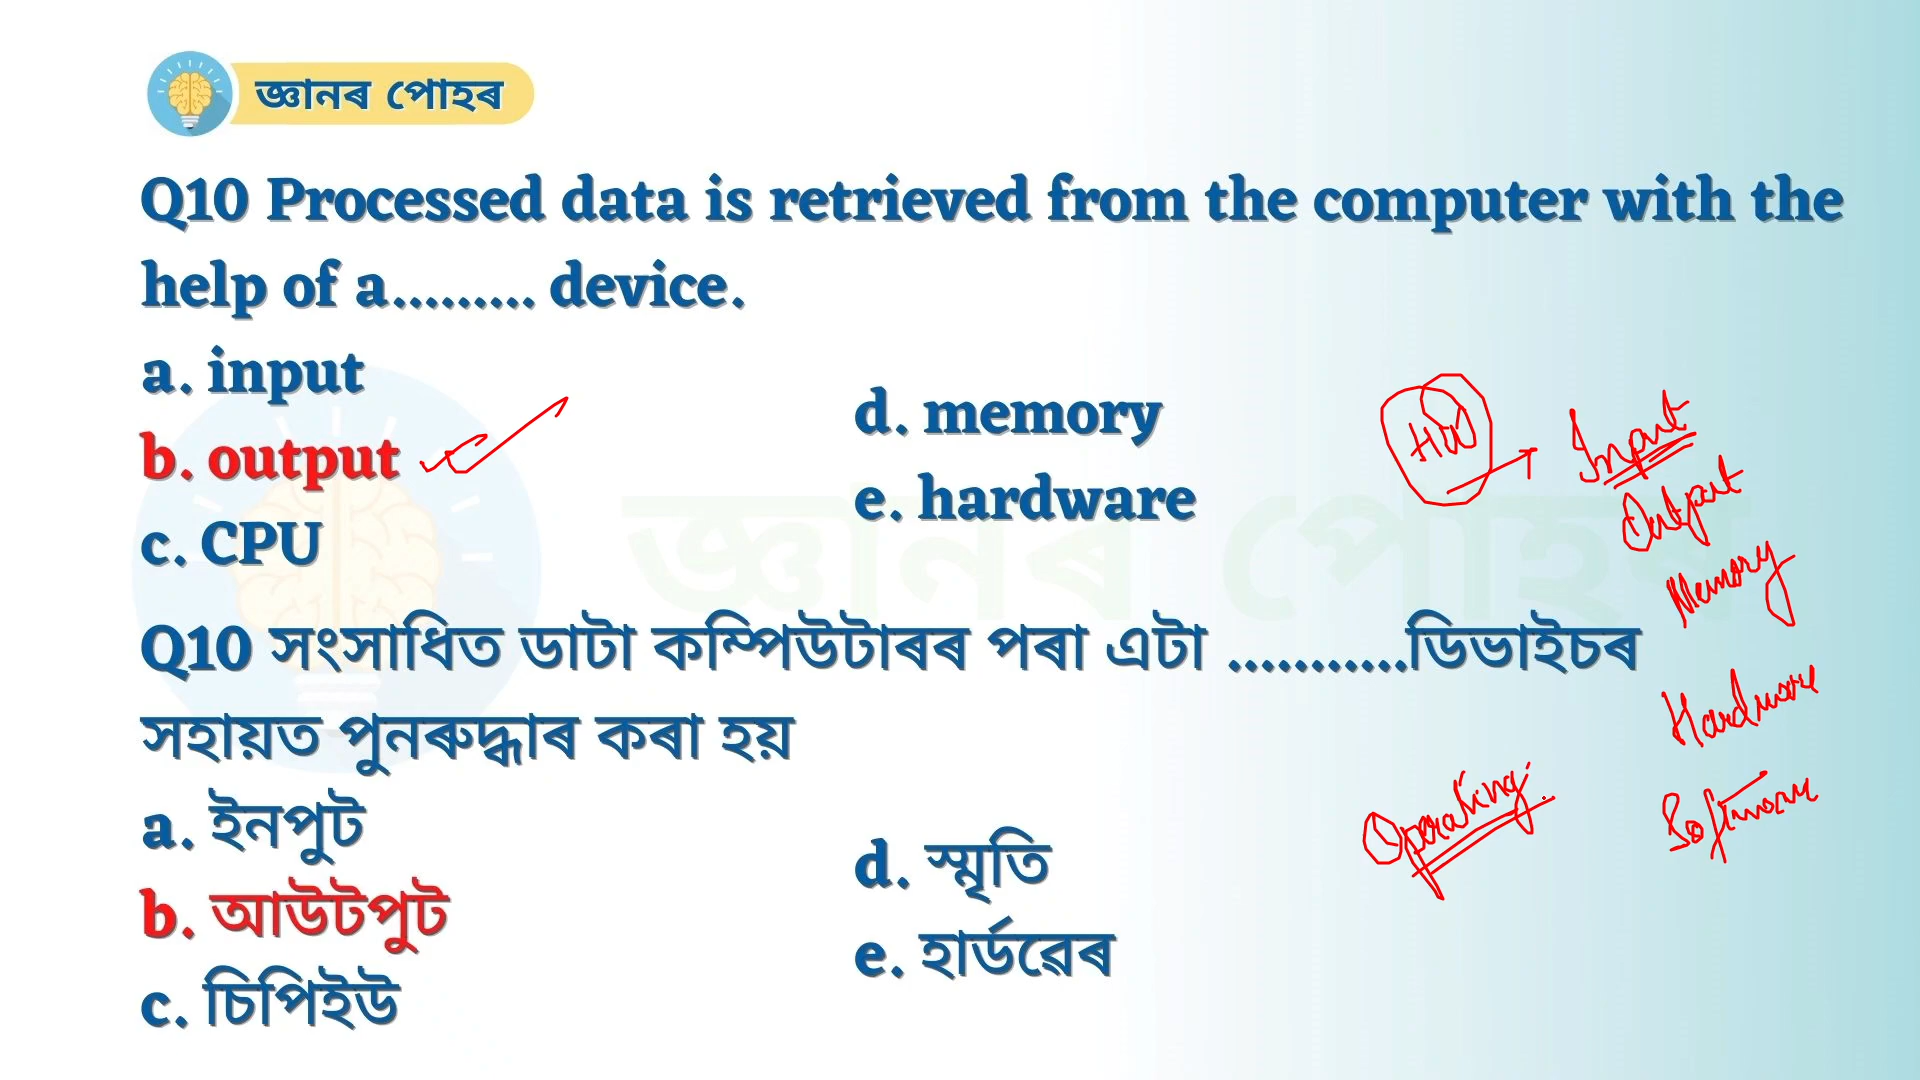 জ্ঞানৰ পোহৰ
Q10 Processed data is retrieved from the computer with the
help of a......... device.
a. input
b. output
c. CPU
d. memory
e. hardware
H/W
Input
Output
Memory
Hardware
Software
Operating
Q10 সংসাধিত ডাটা কম্পিউটাৰৰ পৰা এটা ...........ডিভাইচৰ
সহায়ত পুনৰুদ্ধাৰ কৰা হয়
a. ইনপুট
b. আউটপুট
c. চিপিইউ
d. স্মৃতি
e. হাৰ্ডৱেৰ
জ্ঞানৰ পোহৰ